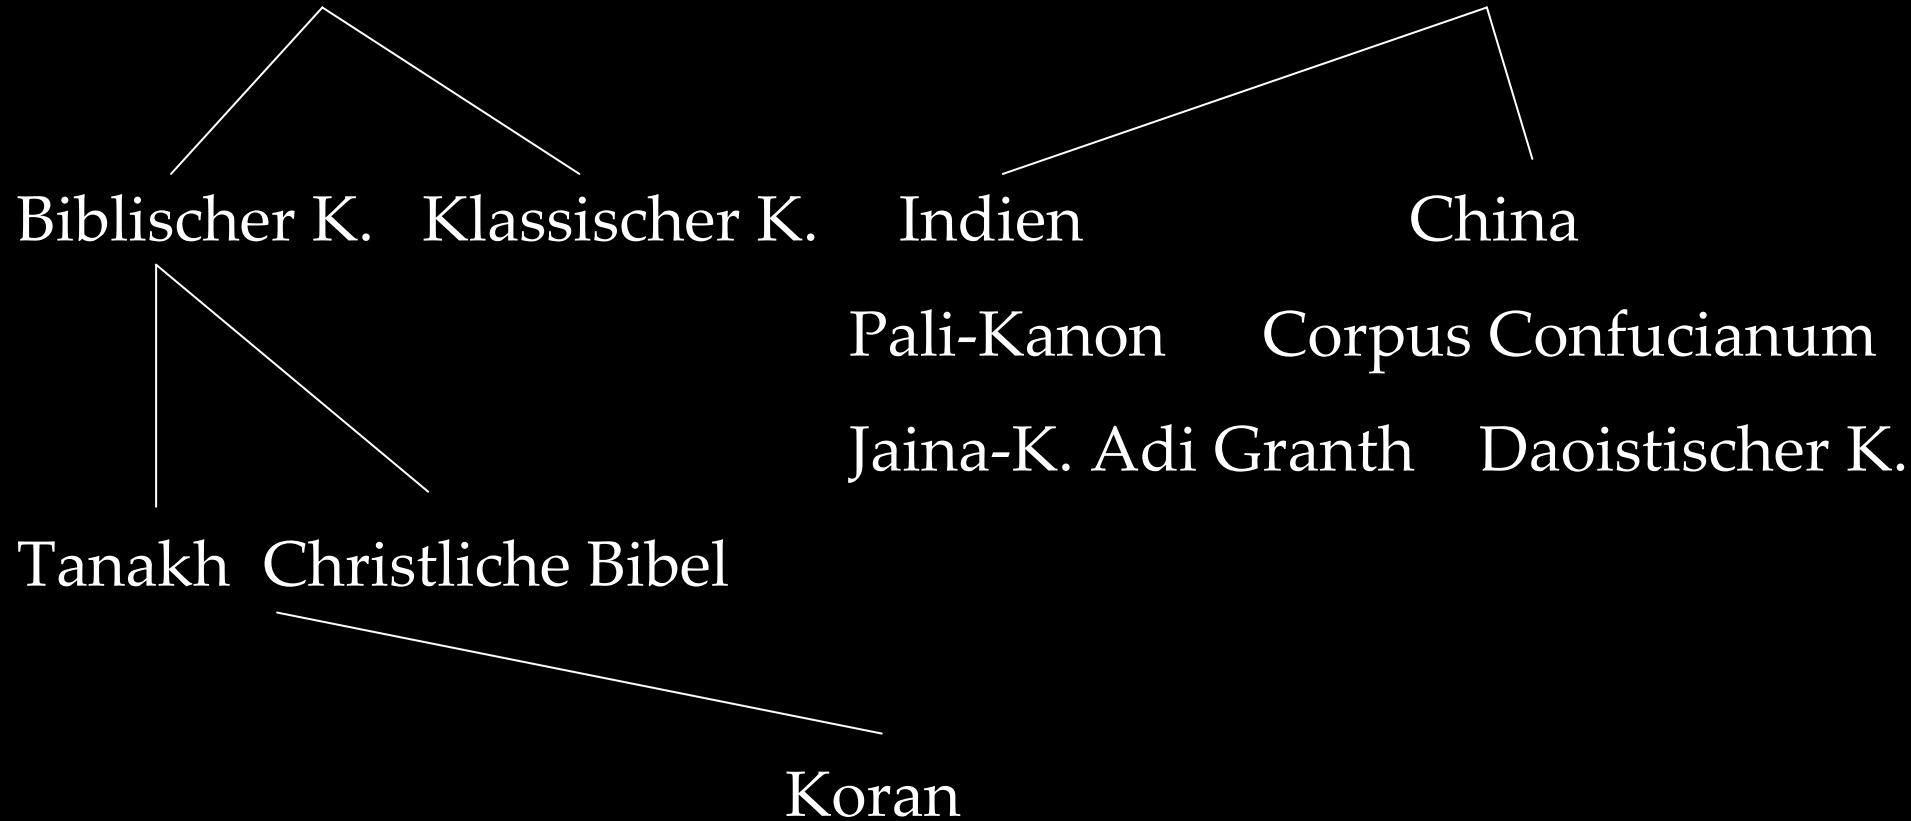 Biblischer K. Klassischer K. Indien China
Pali-Kanon Corpus Confucianum
Jaina-K. Adi Granth Daoistischer K.
Tanakh Christliche Bibel
Koran